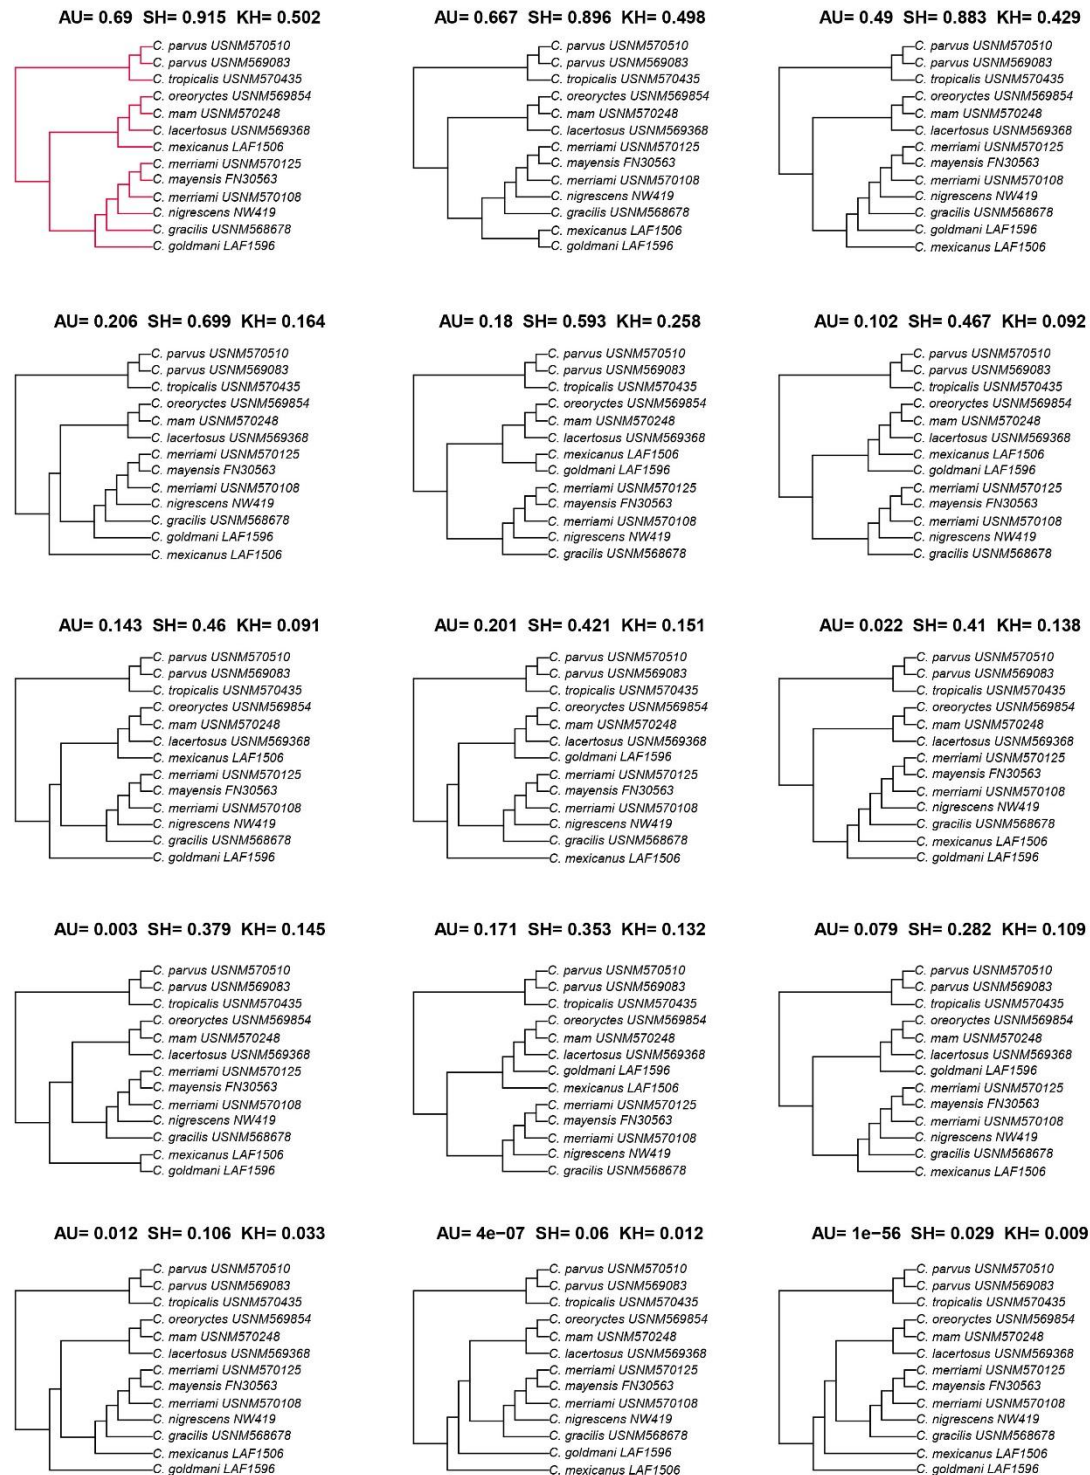 AU= 0.69 SH= 0.915 KH= 0.502
C. parvus USNM570510
C. parvus USNM569083
C. tropicalis USNM570435
C. oreoryctes USNM569854
C. mam USNM570248
C. lacertosus USNM569368
C. mexicanus LAF1506
C. merriami USNM570125
C. mayensis FN30563
C. merriami USNM570108
C. nigrescens NW419
C. gracilis USNM568678
C. goldmani LAF1596
AU= 0.667 SH= 0.896 KH= 0.498
C. parvus USNM570510
C. parvus USNM569083
C. tropicalis USNM570435
C. oreoryctes USNM569854
C. mam USNM570248
C. lacertosus USNM569368
C. merriami USNM570125
C. mayensis FN30563
C. merriami USNM570108
C. nigrescens NW419
C. gracilis USNM568678
C. mexicanus LAF1506
C. goldmani LAF1596
AU= 0.49 SH= 0.883 KH= 0.429
C. parvus USNM570510
C. parvus USNM569083
C. tropicalis USNM570435
C. oreoryctes USNM569854
C. mam USNM570248
C. lacertosus USNM569368
C. merriami USNM570125
C. mayensis FN30563
C. merriami USNM570108
C. nigrescens NW419
C. gracilis USNM568678
C. goldmani LAF1596
C. mexicanus LAF1506
AU= 0.206 SH= 0.699 KH= 0.164
C. parvus USNM570510
C. parvus USNM569083
C. tropicalis USNM570435
C. oreoryctes USNM569854
C. mam USNM570248
C. lacertosus USNM569368
C. merriami USNM570125
C. mayensis FN30563
C. merriami USNM570108
C. nigrescens NW419
C. gracilis USNM568678
C. goldmani LAF1596
C. mexicanus LAF1506
AU= 0.18 SH= 0.593 KH= 0.258
C. parvus USNM570510
C. parvus USNM569083
C. tropicalis USNM570435
C. oreoryctes USNM569854
C. mam USNM570248
C. lacertosus USNM569368
C. mexicanus LAF1506
C. goldmani LAF1596
C. merriami USNM570125
C. mayensis FN30563
C. merriami USNM570108
C. nigrescens NW419
C. gracilis USNM568678
AU= 0.102 SH= 0.467 KH= 0.092
C. parvus USNM570510
C. parvus USNM569083
C. tropicalis USNM570435
C. oreoryctes USNM569854
C. mam USNM570248
C. lacertosus USNM569368
C. mexicanus LAF1506
C. goldmani LAF1596
C. merriami USNM570125
C. mayensis FN30563
C. merriami USNM570108
C. nigrescens NW419
C. gracilis USNM568678
AU= 0.143 SH= 0.46 KH= 0.091
C. parvus USNM570510
C. parvus USNM569083
C. tropicalis USNM570435
C. oreoryctes USNM569854
C. mam USNM570248
C. lacertosus USNM569368
C. mexicanus LAF1506
C. merriami USNM570125
C. mayensis FN30563
C. merriami USNM570108
C. nigrescens NW419
C. gracilis USNM568678
C. goldmani LAF1596
AU= 0.201 SH= 0.421 KH= 0.151
C. parvus USNM570510
C. parvus USNM569083
C. tropicalis USNM570435
C. oreoryctes USNM569854
C. mam USNM570248
C. lacertosus USNM569368
C. goldmani LAF1596
C. merriami USNM570125
C. mayensis FN30563
C. merriami USNM570108
C. nigrescens NW419
C. gracilis USNM568678
C. mexicanus LAF1506
AU= 0.022 SH= 0.41 KH= 0.138
C. parvus USNM570510
C. parvus USNM569083
C. tropicalis USNM570435
C. oreoryctes USNM569854
C. mam USNM570248
C. lacertosus USNM569368
C. merriami USNM570125
C. mayensis FN30563
C. merriami USNM570108
C. nigrescens NW419
C. gracilis USNM568678
C. mexicanus LAF1506
C. goldmani LAF1596
AU= 0.003 SH= 0.379 KH= 0.145
C. parvus USNM570510
C. parvus USNM569083
C. tropicalis USNM570435
C. oreoryctes USNM569854
C. mam USNM570248
C. lacertosus USNM569368
C. merriami USNM570125
C. mayensis FN30563
C. merriami USNM570108
C. nigrescens NW419
C. gracilis USNM568678
C. mexicanus LAF1506
C. goldmani LAF1596
AU= 0.171 SH= 0.353 KH= 0.132
C. parvus USNM570510
C. parvus USNM569083
C. tropicalis USNM570435
C. oreoryctes USNM569854
C. mam USNM570248
C. lacertosus USNM569368
C. goldmani LAF1596
C. mexicanus LAF1506
C. merriami USNM570125
C. mayensis FN30563
C. merriami USNM570108
C. nigrescens NW419
C. gracilis USNM568678
AU= 0.079 SH= 0.282 KH= 0.109
C. parvus USNM570510
C. parvus USNM569083
C. tropicalis USNM570435
C. oreoryctes USNM569854
C. mam USNM570248
C. lacertosus USNM569368
C. goldmani LAF1596
C. merriami USNM570125
C. mayensis FN30563
C. merriami USNM570108
C. nigrescens NW419
C. gracilis USNM568678
C. mexicanus LAF1506
AU= 0.012 SH= 0.106 KH= 0.033
C. parvus USNM570510
C. parvus USNM569083
C. tropicalis USNM570435
C. oreoryctes USNM569854
C. mam USNM570248
C. lacertosus USNM569368
C. merriami USNM570125
C. mayensis FN30563
C. merriami USNM570108
C. nigrescens NW419
C. gracilis USNM568678
C. mexicanus LAF1506
C. goldmani LAF1596
AU= 4e−07 SH= 0.06 KH= 0.012
C. parvus USNM570510
C. parvus USNM569083
C. tropicalis USNM570435
C. oreoryctes USNM569854
C. mam USNM570248
C. lacertosus USNM569368
C. merriami USNM570125
C. mayensis FN30563
C. merriami USNM570108
C. nigrescens NW419
C. gracilis USNM568678
C. goldmani LAF1596
C. mexicanus LAF1506
AU= 1e−56 SH= 0.029 KH= 0.009
C. parvus USNM570510
C. parvus USNM569083
C. tropicalis USNM570435
C. oreoryctes USNM569854
C. mam USNM570248
C. lacertosus USNM569368
C. merriami USNM570125
C. mayensis FN30563
C. merriami USNM570108
C. nigrescens NW419
C. gracilis USNM568678
C. mexicanus LAF1506
C. goldmani LAF1596